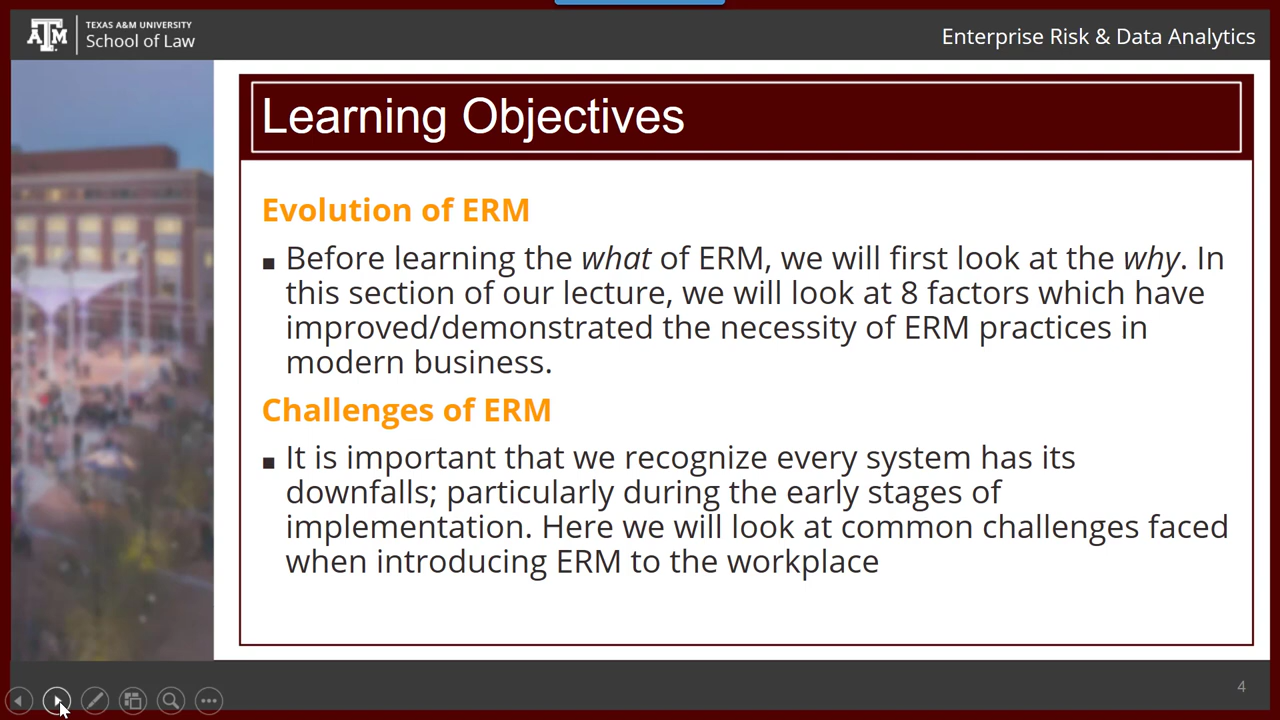 TEXAS A&M UNIVERSITY
School of Law
Enterprise Risk & Data Analytics
Learning Objectives
Evolution of ERM
■ Before learning the what of ERM, we will first look at the why. In
this section of our lecture, we will look at 8 factors which have
improved/demonstrated the necessity of ERM practices in
modern business.
Challenges of ERM
■ It is important that we recognize every system has its
downfalls; particularly during the early stages of
implementation. Here we will look at common challenges faced
when introducing ERM to the workplace
4